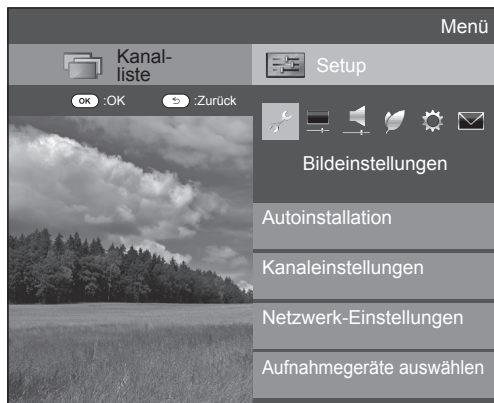 Menü
Kanal-
liste
Setup
OK :OK
:Zurück
Bildeinstellungen
Autoinstallation
Kanaleinstellungen
Netzwerk-Einstellungen
Aufnahmegeräte auswählen